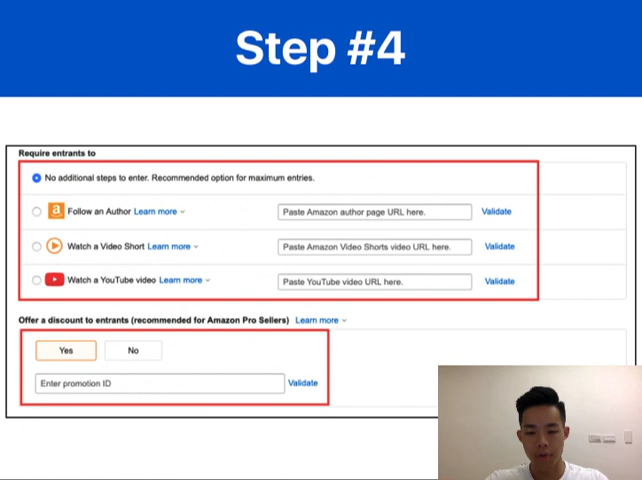 Step #4
Require entrants to
No additional steps to enter. Recommended option for maximum entries.
a Follow an Author Learn more Paste Amazon author page URL here. Validate
Watch a Video Short Learn more Paste Amazon Video Shorts video URL here. Validate
Watch a YouTube video Learn more Paste YouTube video URL here. Validate
Offer a discount to entrants (recommended for Amazon Pro Sellers) Learn more
Yes No
Enter promotion ID Validate